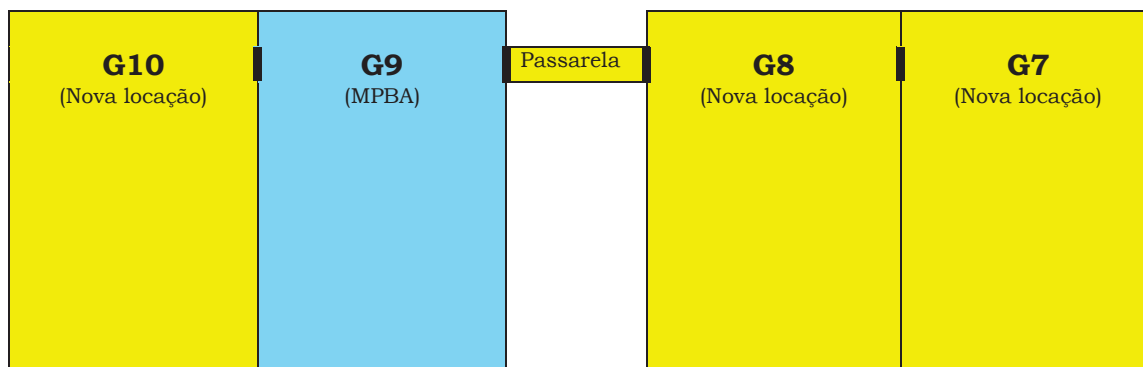 G10
(Nova locação)
G9
(MPBA)
Passarela
G8
(Nova locação)
G7
(Nova locação)